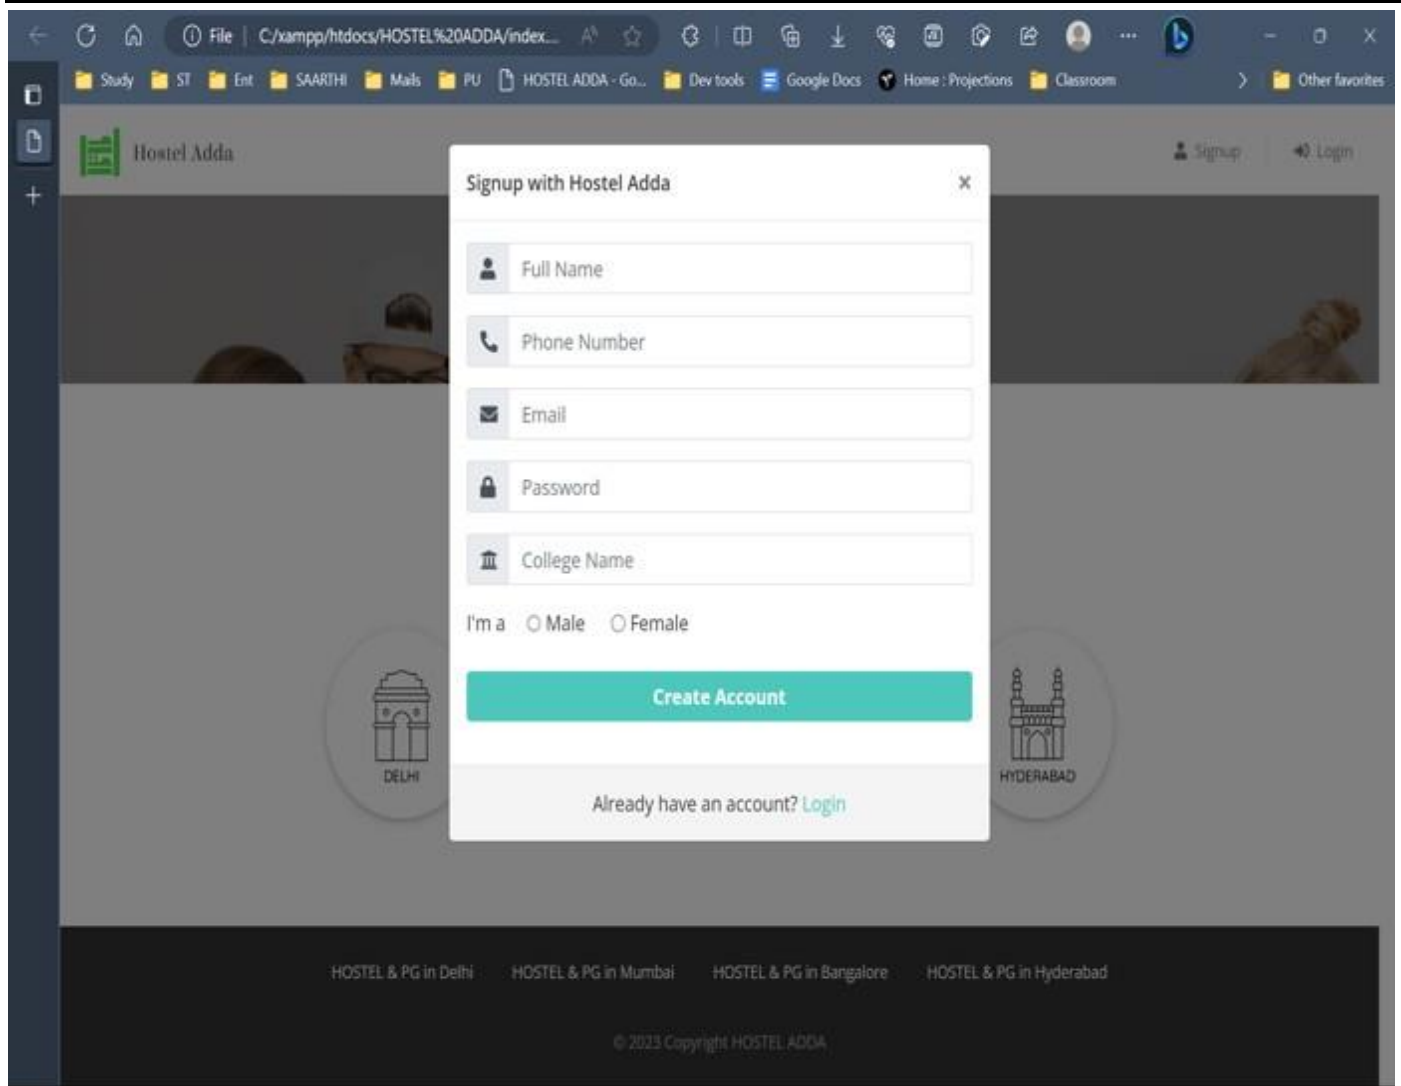 File C:/xampp/htdocs/HOSTEL%20ADDA/index...
Study ST Ent SAARTHI Mails PU HOSTEL ADDA - Go... Dev tools Google Docs Home : Projections Classroom Other favorites
Hostel Adda Signup Login
Signup with Hostel Adda ×
Full Name
Phone Number
Email
Password
College Name
I'm a Male Female
Create Account
DELHI HYDERABAD
Already have an account? Login
HOSTEL & PG in Delhi HOSTEL & PG in Mumbai HOSTEL & PG in Bangalore HOSTEL & PG in Hyderabad
© 2023 Copyright HOSTEL ADDA